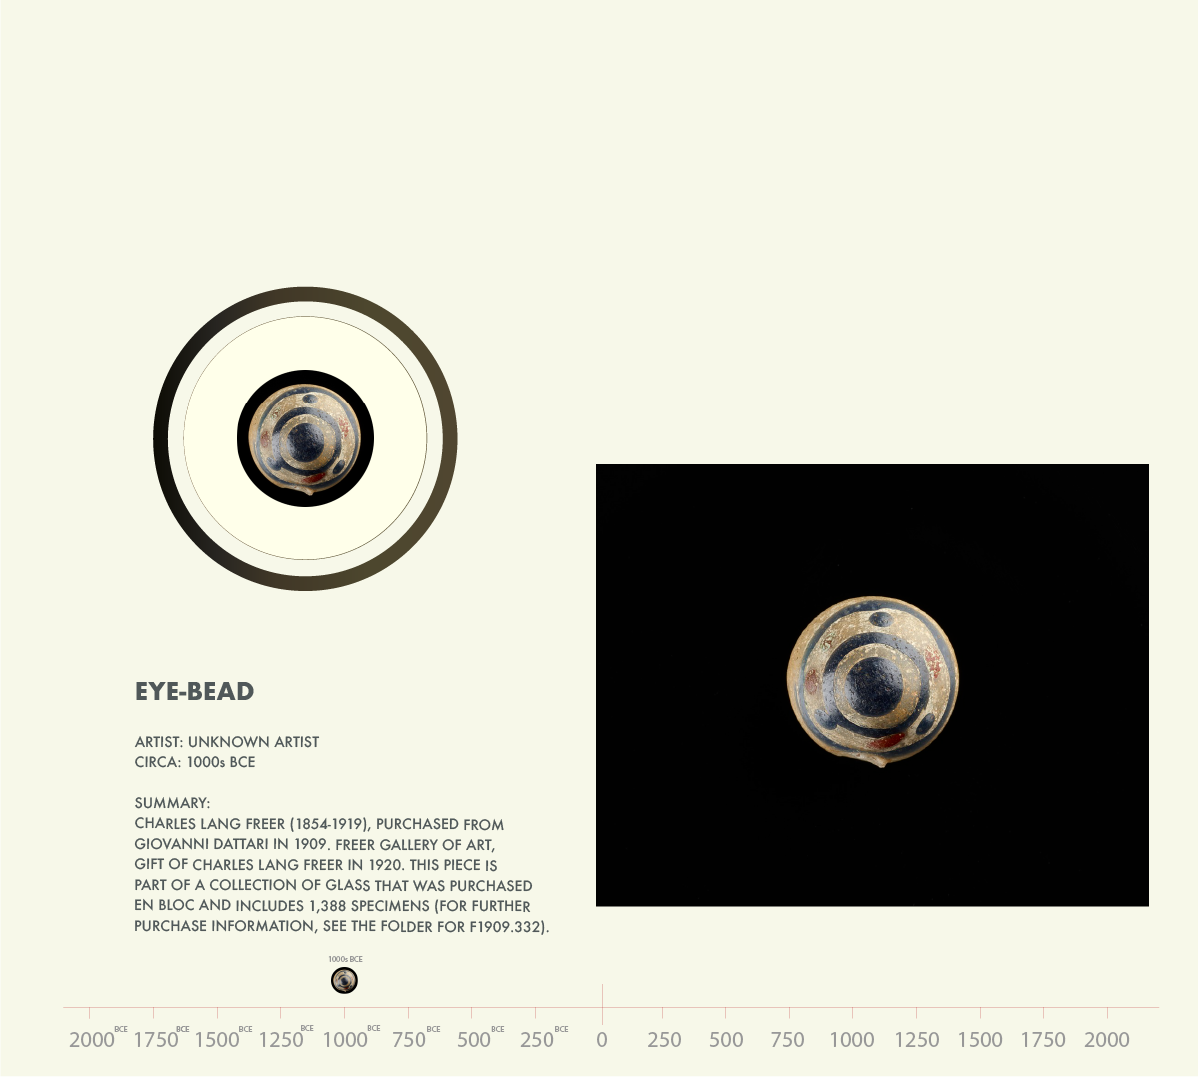 EYE-BEAD
ARTIST: UNKNOWN ARTIST
CIRCA: 1000s BCE
SUMMARY:
CHARLES LANG FREER (1854-1919), PURCHASED FROM
GIOVANNI DATTARI IN 1909. FREER GALLERY OF ART,
GIFT OF CHARLES LANG FREER IN 1920. THIS PIECE IS
PART OF A COLLECTION OF GLASS THAT WAS PURCHASED
EN BLOC AND INCLUDES 1,388 SPECIMENS (FOR FURTHER
PURCHASE INFORMATION, SEE THE FOLDER FOR F1909.332).
1000s BCE
2000 BCE 1750 BCE 1500 BCE 1250 BCE 1000 BCE 750 BCE 500 BCE 250 BCE 0 250 500 750 1000 1250 1500 1750 2000